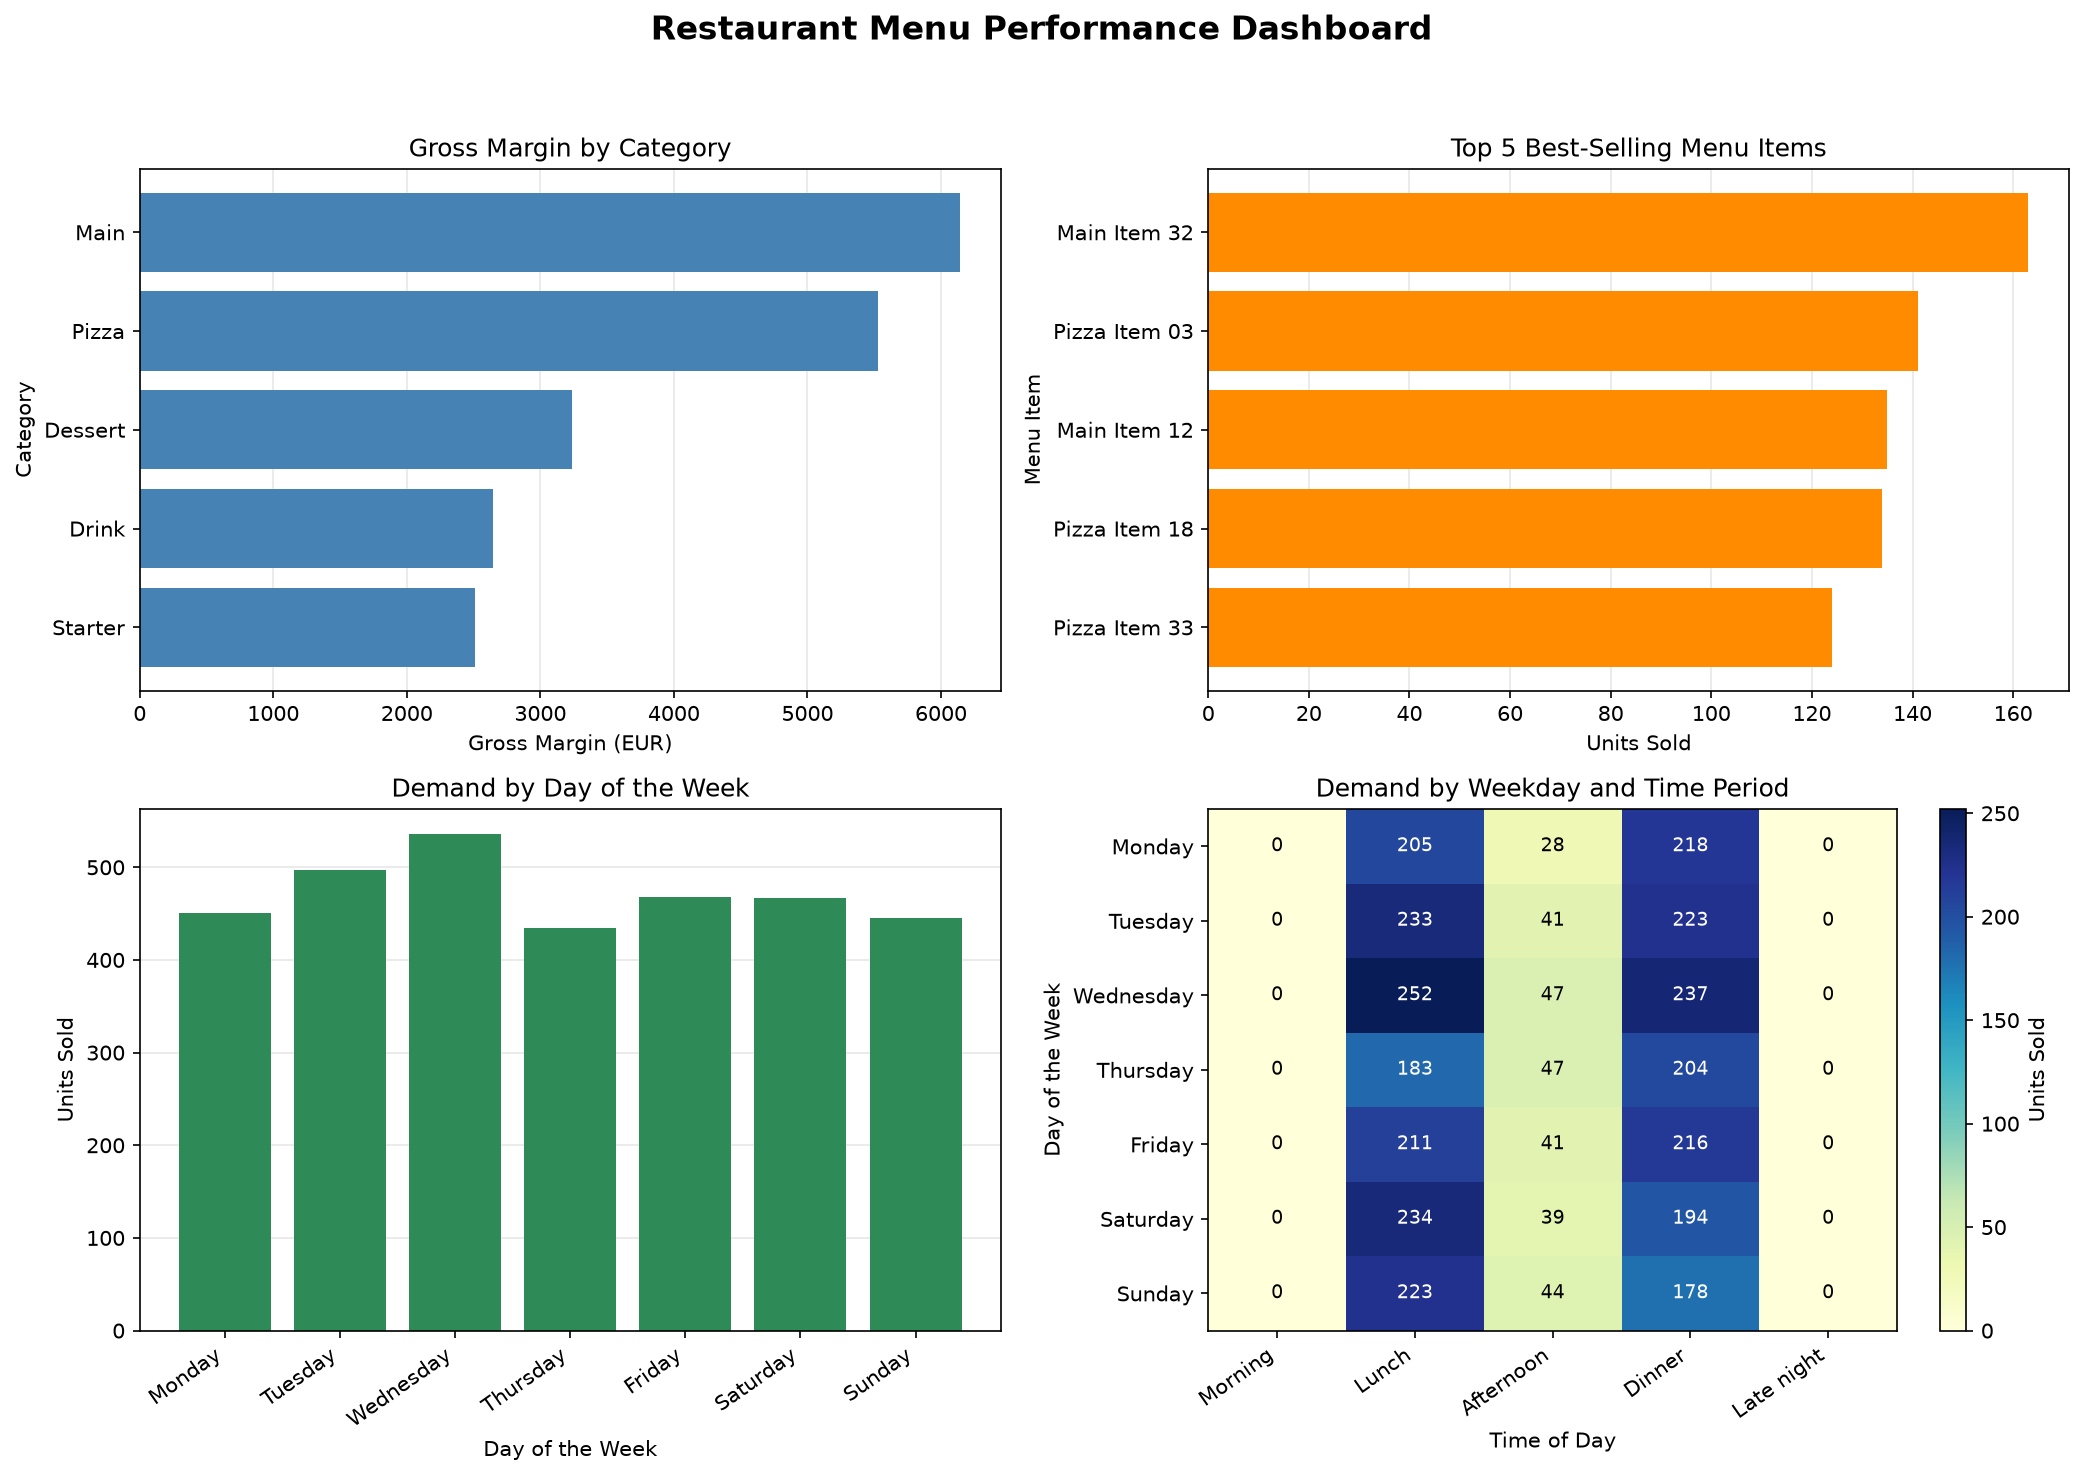 Restaurant Menu Performance Dashboard
Gross Margin by Category
Category
Main
Pizza
Dessert
Drink
Starter
0 1000 2000 3000 4000 5000 6000
Gross Margin (EUR)
Top 5 Best-Selling Menu Items
Menu Item
Main Item 32
Pizza Item 03
Main Item 12
Pizza Item 18
Pizza Item 33
0 20 40 60 80 100 120 140 160
Units Sold
Demand by Day of the Week
Units Sold
500
400
300
200
100
0
Monday Tuesday Wednesday Thursday Friday Saturday Sunday
Day of the Week
Demand by Weekday and Time Period
Day of the Week
Monday 0 205 28 218 0
Tuesday 0 233 41 223 0
Wednesday 0 252 47 237 0
Thursday 0 183 47 204 0
Friday 0 211 41 216 0
Saturday 0 234 39 194 0
Sunday 0 223 44 178 0
Morning Lunch Afternoon Dinner Late night
Time of Day
250
200
150
100
50
0
Units Sold